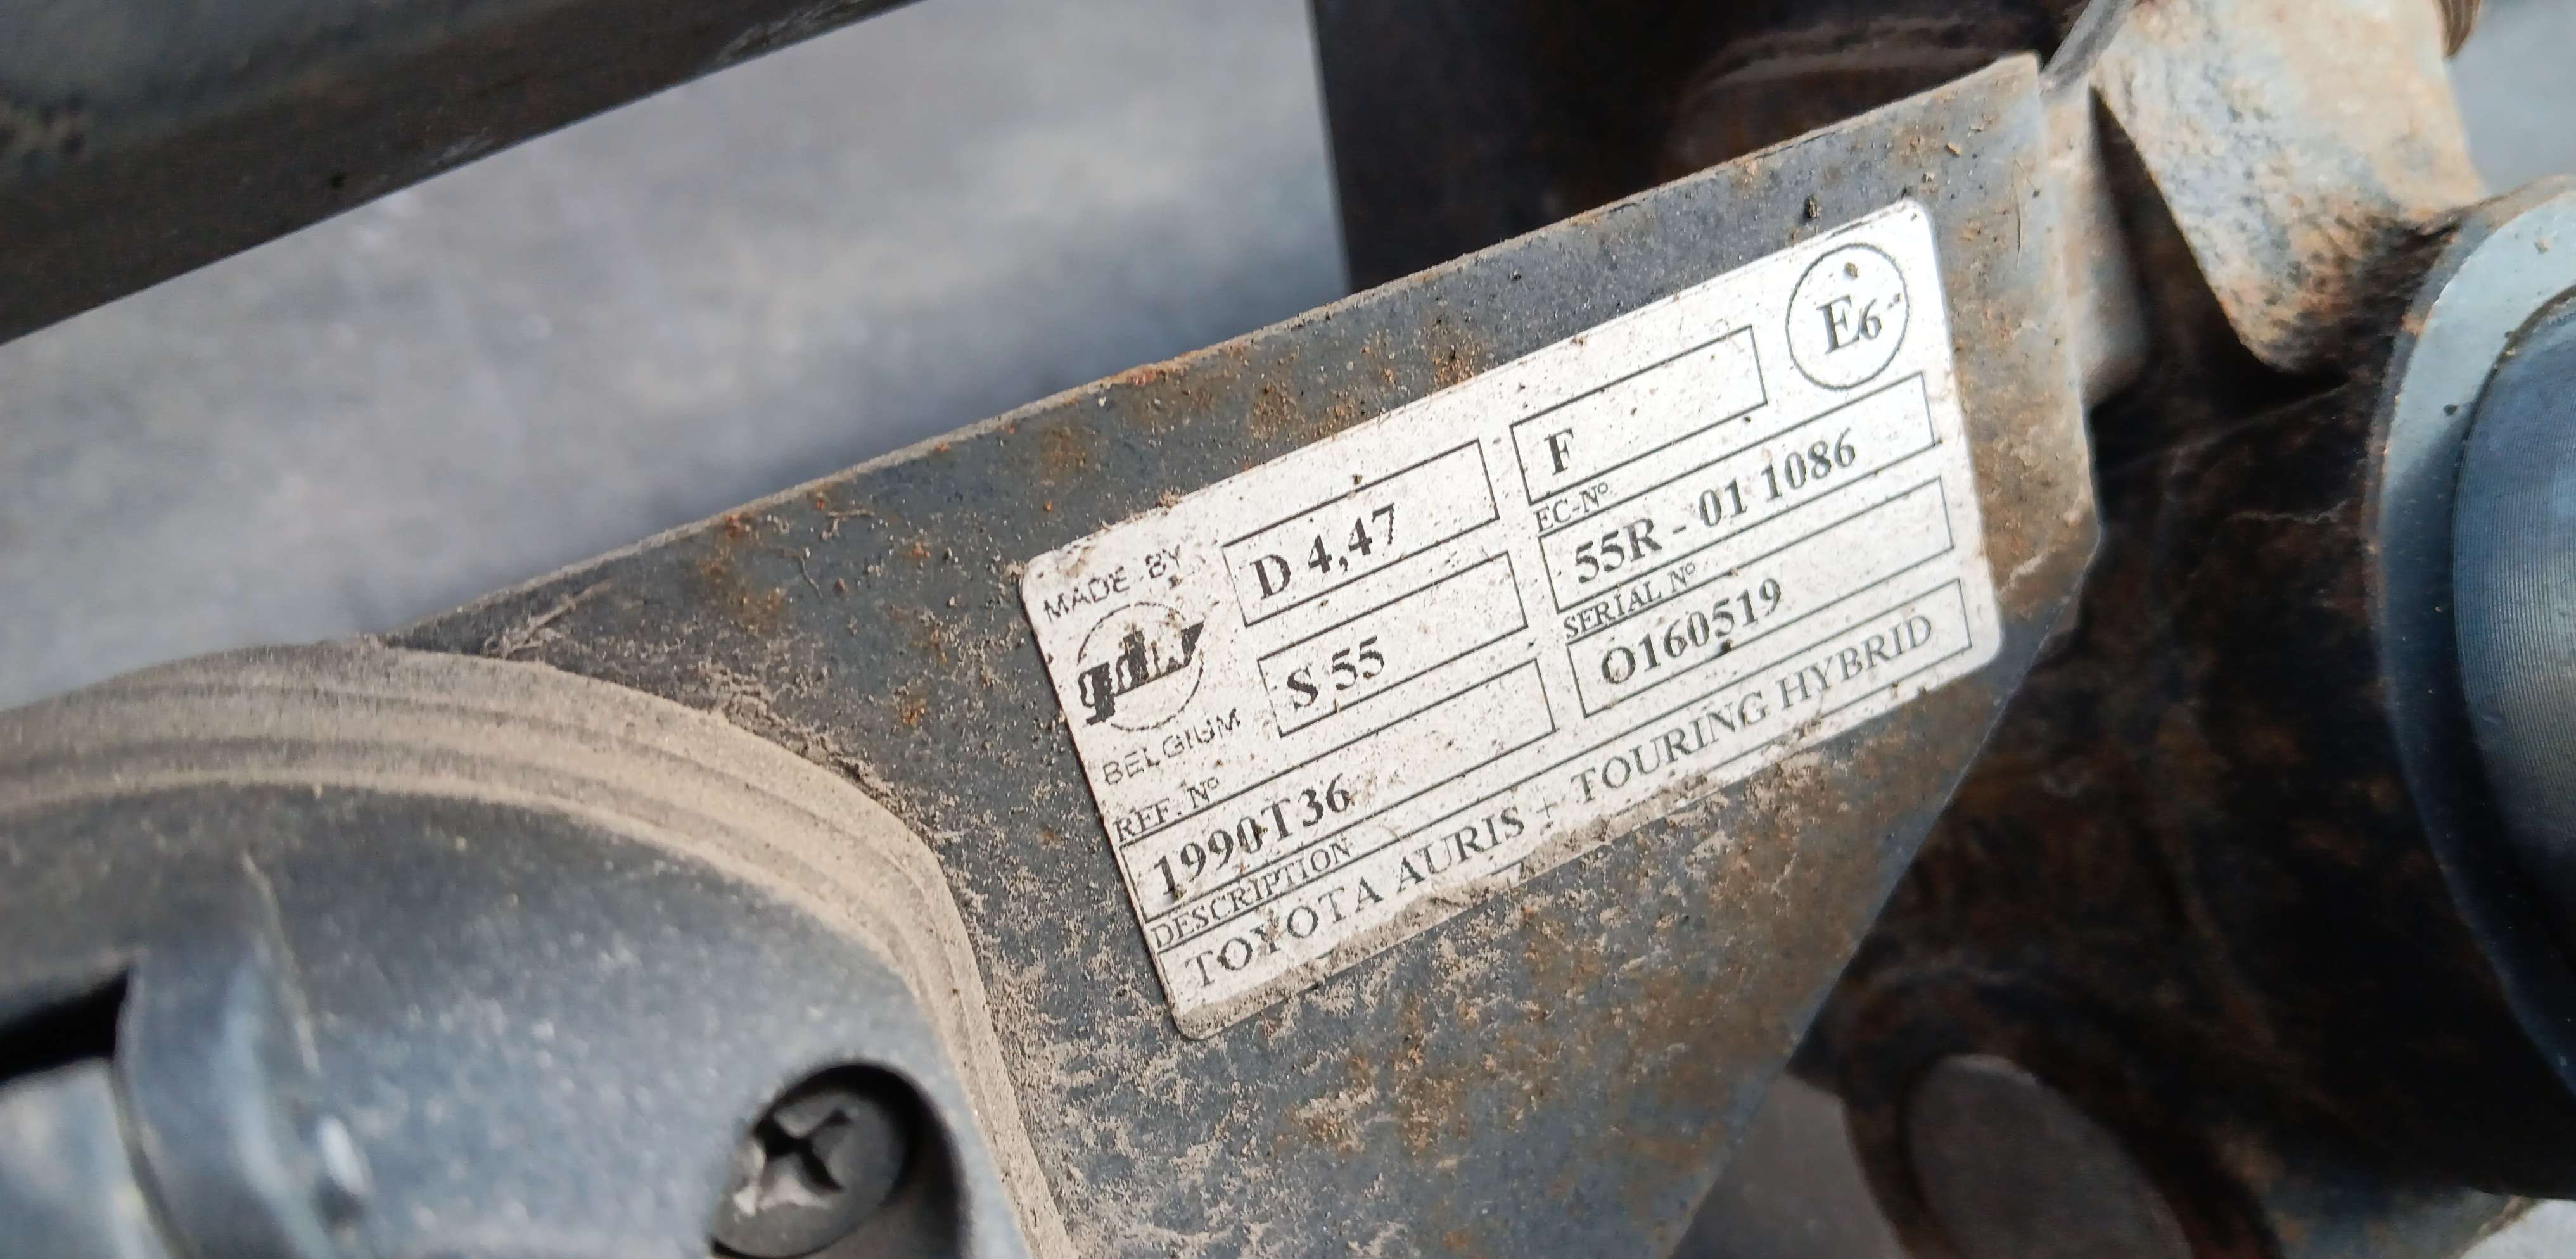 MADE BY
gdw
BELGIUM
D 4,47
F
E6
S 55
EC-Nº
55R - 01 1086
REF. Nº
1990T36
SERIAL Nº
O160519
DESCRIPTION
TOYOTA AURIS + TOURING HYBRID